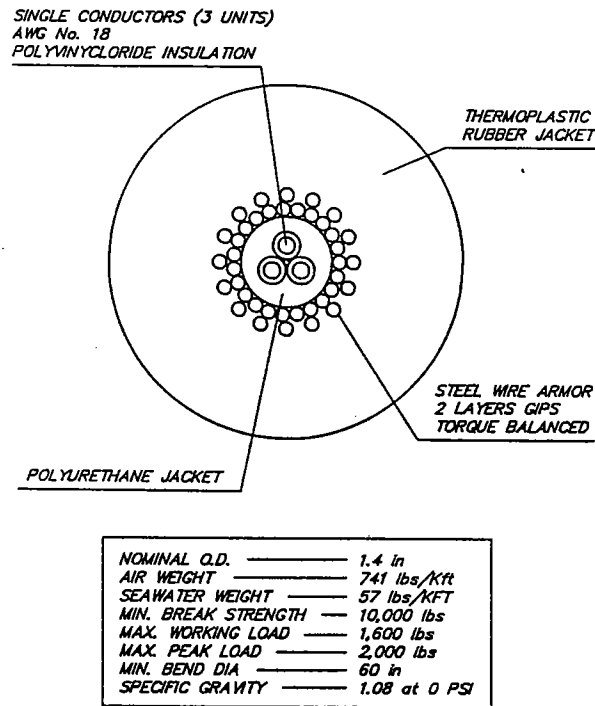 SINGLE CONDUCTORS (3 UNITS)
AWG No. 18
POLYVINYCLORIDE INSULATION
THERMOPLASTIC
RUBBER JACKET
STEEL WIRE ARMOR
2 LAYERS GIPS
TORQUE BALANCED
POLYURETHANE JACKET
NOMINAL O.D. 1.4 in
AIR WEIGHT 741 lbs/Kft
SEAWATER WEIGHT 57 lbs/KFT
MIN. BREAK STRENGTH 10,000 lbs
MAX. WORKING LOAD 1,600 lbs
MAX. PEAK LOAD 2,000 lbs
MIN. BEND DIA 60 in
SPECIFIC GRAVITY 1.08 at 0 PSI